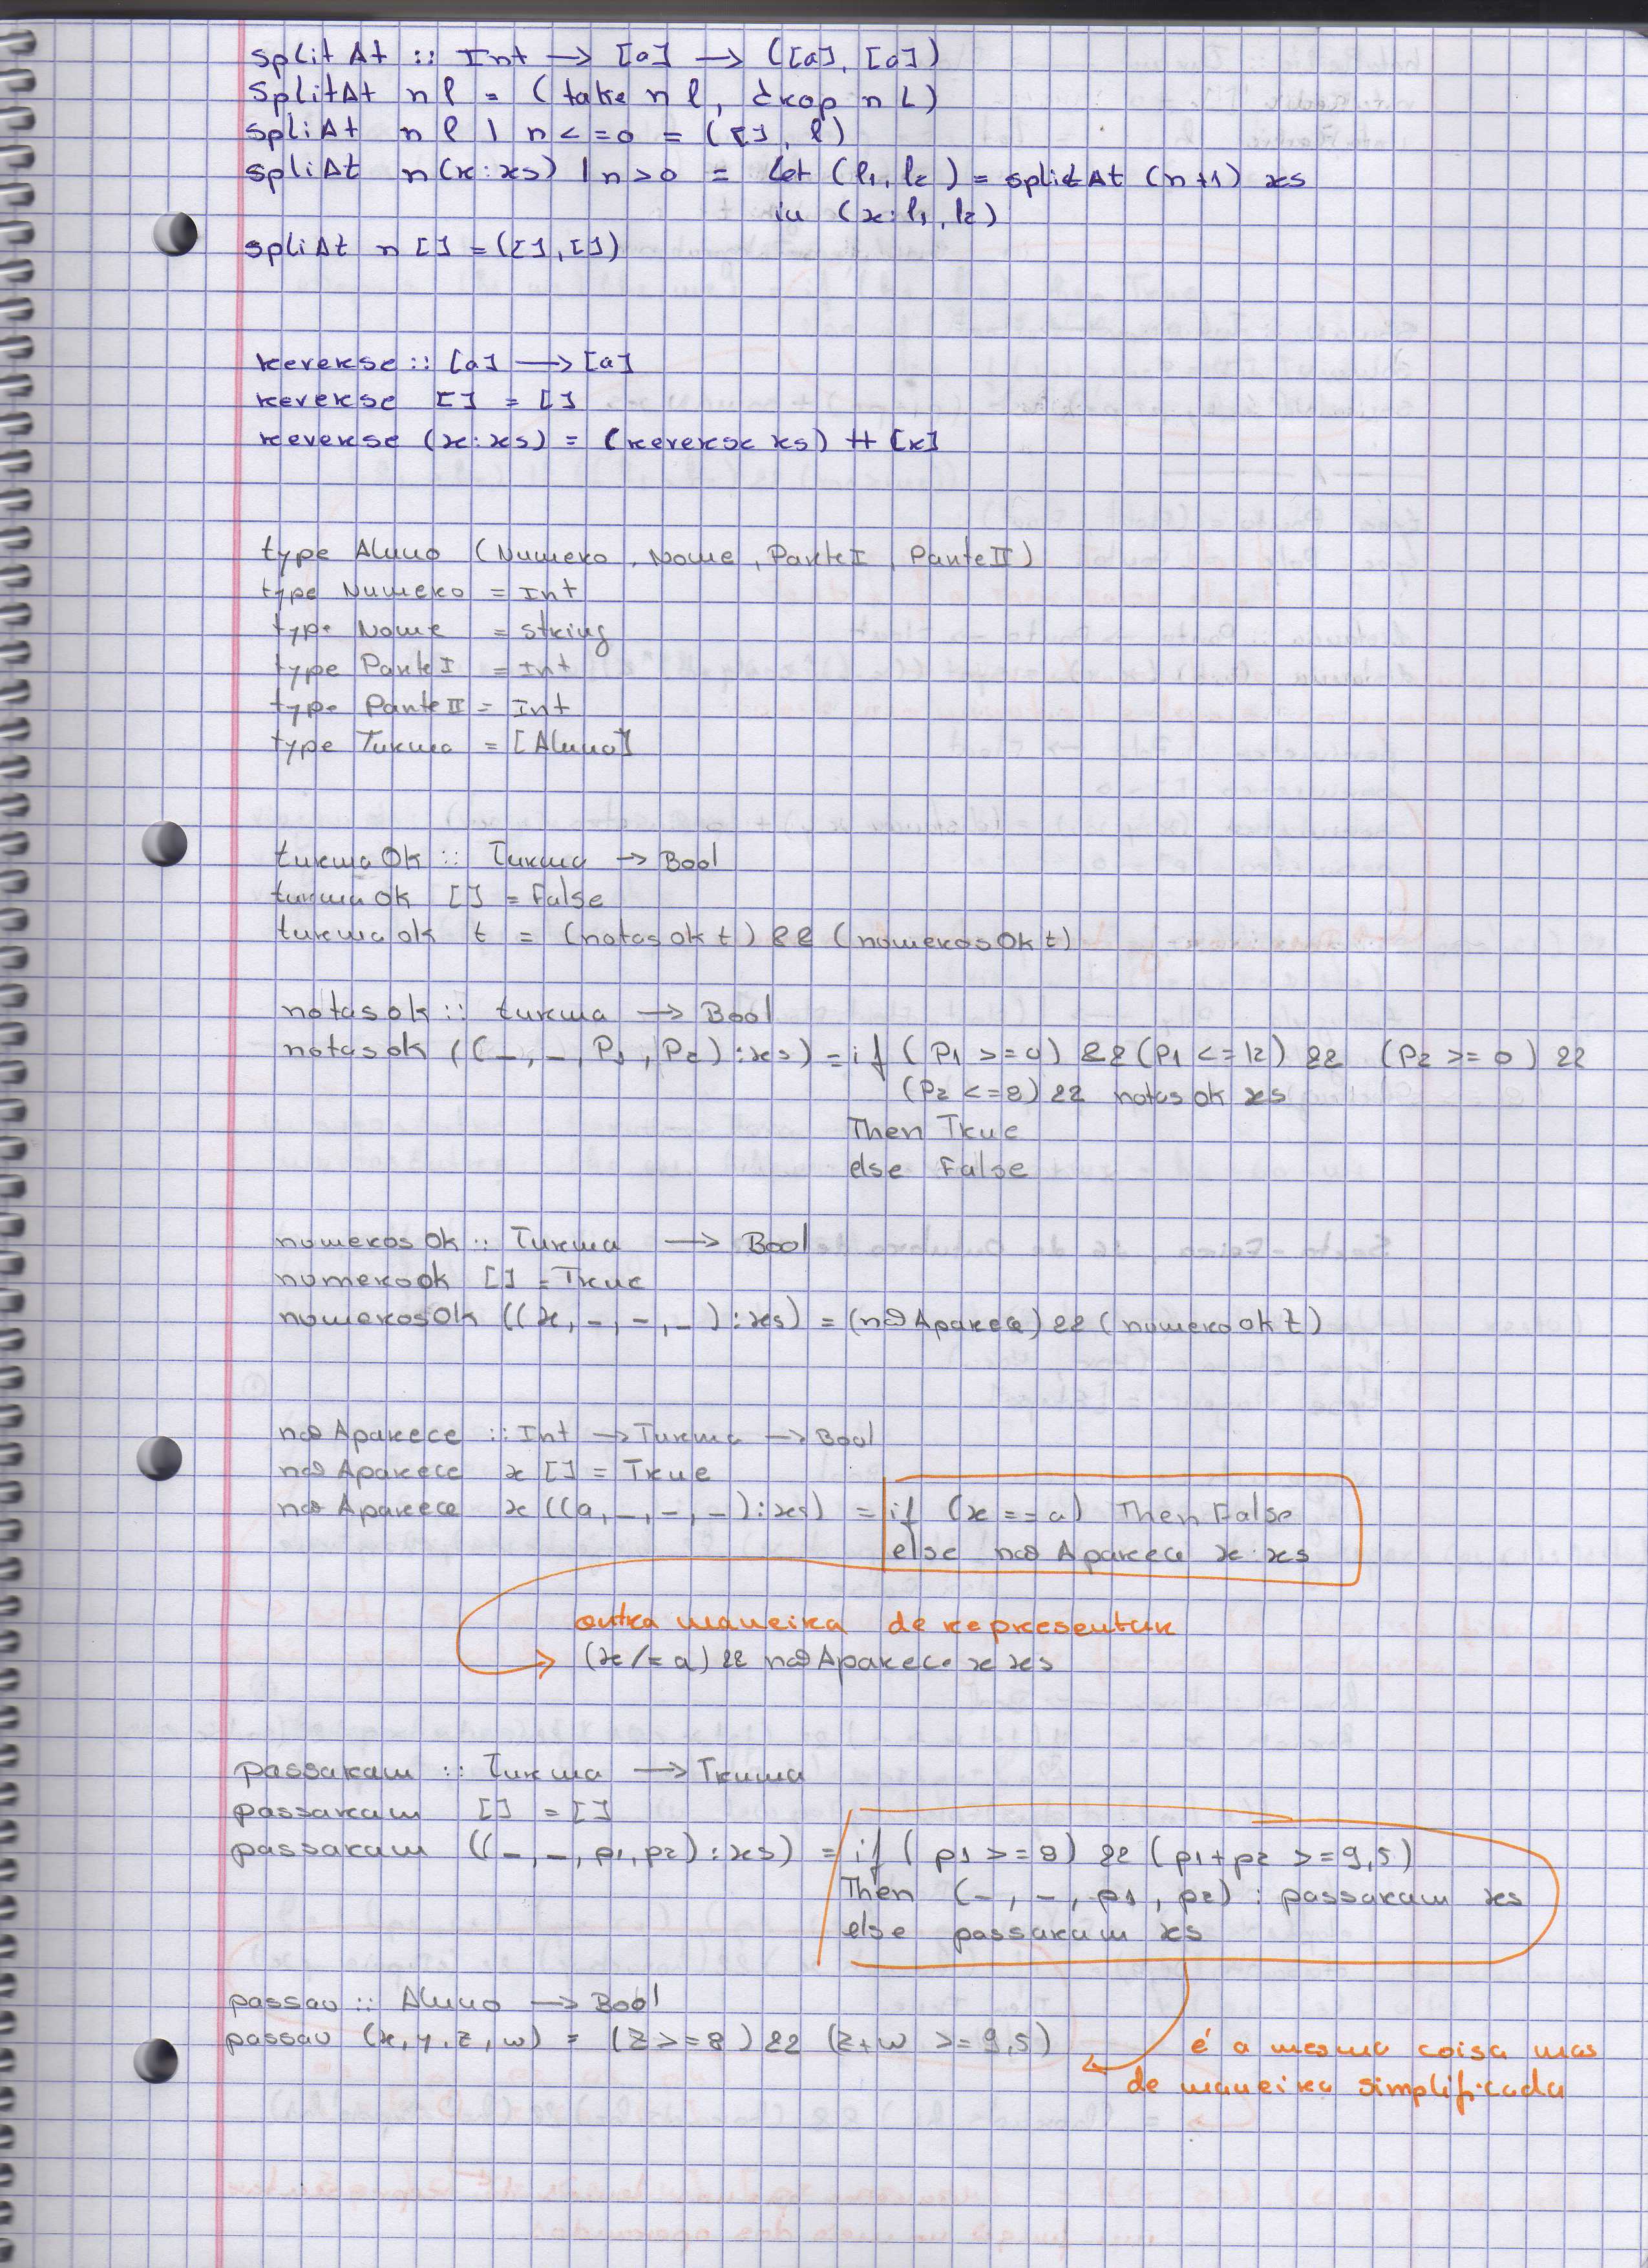 splitAt :: Int → [a] → ([a], [a])
splitAt n l = (take n l, drop n L)
spliAt n l | n <= 0 = ([], l)
spliAt n (x:xs) | n > 0 = let (l1, l2) = splitAt (n+1) xs
in (x:l1, l2)
spliAt n [] = ([], [])
reverse :: [a] → [a]
reverse [] = []
reverse (x:xs) = (reverse xs) ++ [x]
type Aluno (Numero, Nome, ParteI, ParteII)
type Numero = Int
type Nome = string
type ParteI = Int
type ParteII = Int
type Turma = [Aluno]
turmaOk :: Turma → Bool
turmaOk [] = False
turmaok t = (notasok t) && (numerosOk t)
notasok :: turma → Bool
notasok ((_, _, P1, P2):xs) = if (P1 >= 0) && (P1 <= 12) && (P2 >= 0) &&
(P2 <= 8) && notasok xs
Then True
else False
numerosOk :: Turma → Bool
numerook [] = True
numerosOk ((x, _, _, _):xs) = (nãoAparece) && (numerook t)
nãoAparece :: Int → Turma → Bool
nãoAparece x [] = True
nãoAparece x ((a, _, _, _):xs) = if (x == a) Then False
else nãoAparece x:xs
outra maneira de representar
(x /= a) && nãoAparece x xs
passaram :: Turma → Truma
passaram [] = []
passaram ((_, _, p1, p2):xs) = if (p1 >= 8) && (p1+p2 >= 9,5)
Then (_, _, p1, p2) : passaram xs
else passaram xs
passou :: Aluno → Bool
passou (x, y, z, w) = (z >= 8) && (z+w >= 9,5)
é a mesma coisa mas
de maneira simplificada